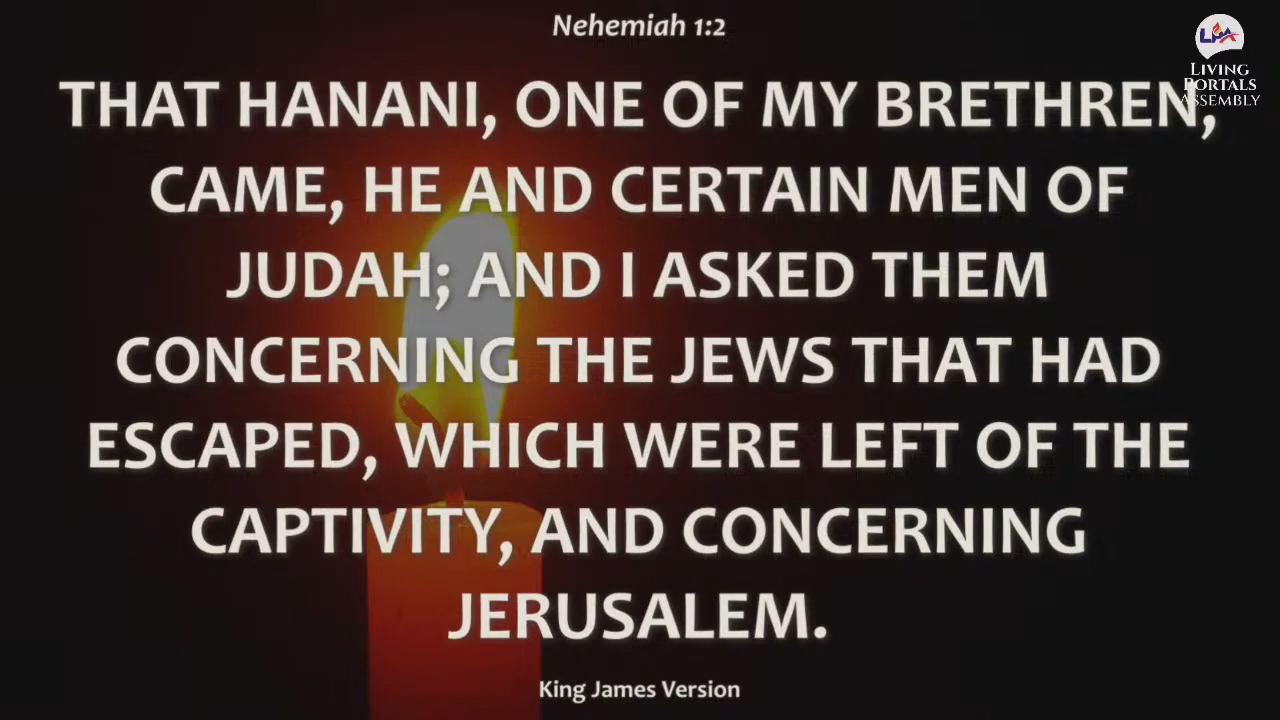 Nehemiah 1:2
THAT HANANI, ONE OF MY BRETHREN,
CAME, HE AND CERTAIN MEN OF
JUDAH; AND I ASKED THEM
CONCERNING THE JEWS THAT HAD
ESCAPED, WHICH WERE LEFT OF THE
CAPTIVITY, AND CONCERNING
JERUSALEM.
King James Version
LPA
LIVING
PORTALS
ASSEMBLY